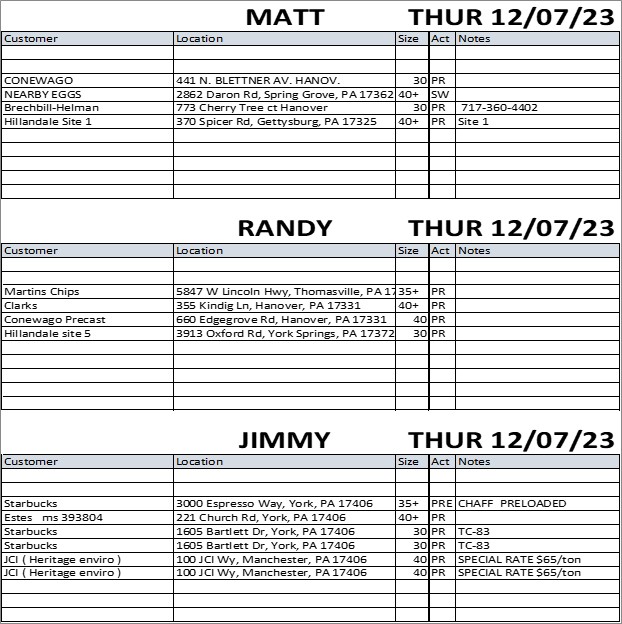 MATT THUR 12/07/23
Customer Location Size Act Notes
CONEWAGO 441 N. BLETTNER AV. HANOV. 30 PR
NEARBY EGGS 2862 Daron Rd, Spring Grove, PA 17362 40+ SW
Brechbill-Helman 773 Cherry Tree ct Hanover 30 PR 717-360-4402
Hillandale Site 1 370 Spicer Rd, Gettysburg, PA 17325 40+ PR Site 1
RANDY THUR 12/07/23
Customer Location Size Act Notes
Martins Chips 5847 W Lincoln Hwy, Thomasville, PA 17 35+ PR
Clarks 355 Kindig Ln, Hanover, PA 17331 40+ PR
Conewago Precast 660 Edgegrove Rd, Hanover, PA 17331 40 PR
Hillandale site 5 3913 Oxford Rd, York Springs, PA 17372 30 PR
JIMMY THUR 12/07/23
Customer Location Size Act Notes
Starbucks 3000 Espresso Way, York, PA 17406 35+ PRE CHAFF PRELOADED
Estes ms 393804 221 Church Rd, York, PA 17406 40+ PR
Starbucks 1605 Bartlett Dr, York, PA 17406 30 PR TC-83
Starbucks 1605 Bartlett Dr, York, PA 17406 30 PR TC-83
JCI ( Heritage enviro ) 100 JCI Wy, Manchester, PA 17406 40 PR SPECIAL RATE $65/ton
JCI ( Heritage enviro ) 100 JCI Wy, Manchester, PA 17406 40 PR SPECIAL RATE $65/ton